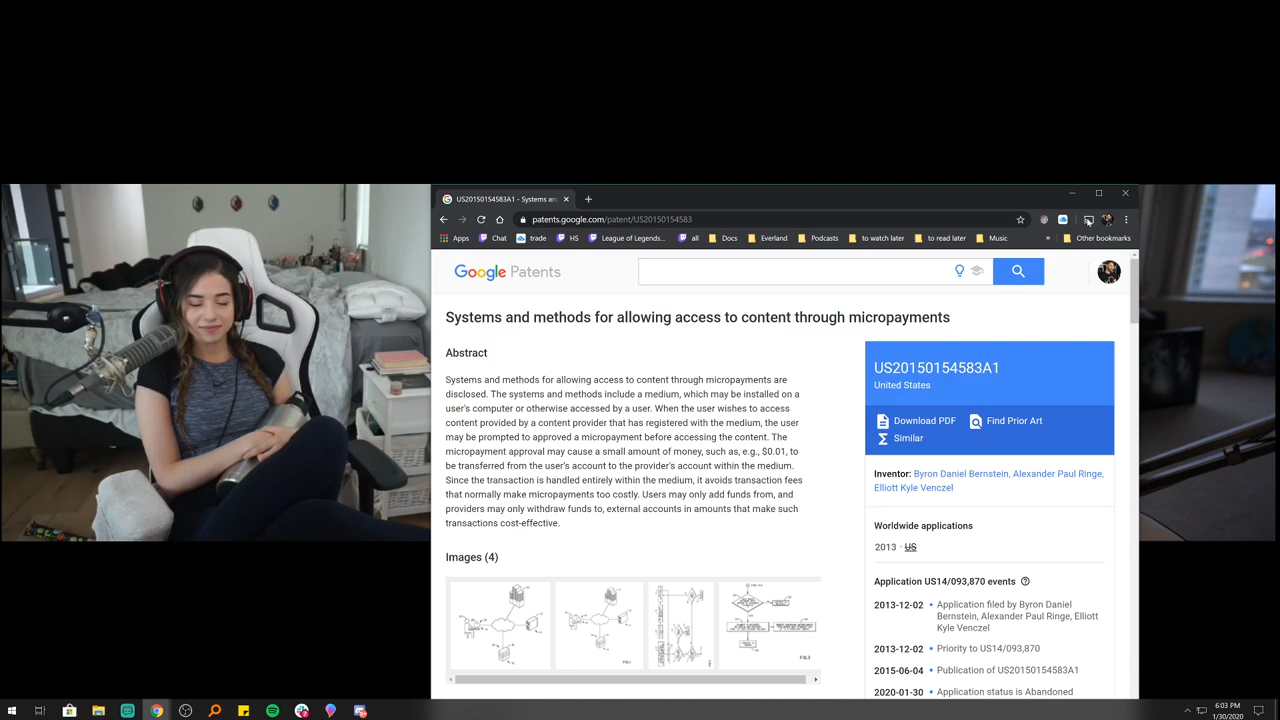 US20150154583A1 - Systems and
patents.google.com/patent/US20150154583
Apps Chat trade HS League of Legends... all Docs Everland Podcasts to watch later to read later Music » Other bookmarks
Google Patents
Systems and methods for allowing access to content through micropayments
Abstract
Systems and methods for allowing access to content through micropayments are
disclosed. The systems and methods include a medium, which may be installed on a
user's computer or otherwise accessed by a user. When the user wishes to access
content provided by a content provider that has registered with the medium, the user
may be prompted to approved a micropayment before accessing the content. The
micropayment approval may cause a small amount of money, such as, e.g., $0.01, to
be transferred from the user's account to the provider's account within the medium.
Since the transaction is handled entirely within the medium, it avoids transaction fees
that normally make micropayments too costly. Users may only add funds from, and
providers may only withdraw funds to, external accounts in amounts that make such
transactions cost-effective.
Images (4)
US20150154583A1
United States
Download PDF Find Prior Art
Similar
Inventor: Byron Daniel Bernstein, Alexander Paul Ringe,
Elliott Kyle Venczel
Worldwide applications
2013 · US
Application US14/093,870 events
2013-12-02 • Application filed by Byron Daniel
Bernstein, Alexander Paul Ringe, Elliott
Kyle Venczel
2013-12-02 • Priority to US14/093,870
2015-06-04 • Publication of US20150154583A1
2020-01-30 • Application status is Abandoned
6:03 PM
1/30/2020